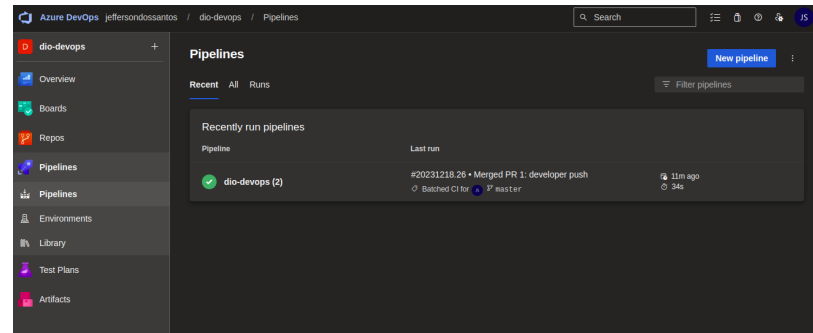 Azure DevOps jeffersondossantos / dio-devops / Pipelines Search JS
D dio-devops +
Overview
Boards
Repos
Pipelines
Pipelines
Environments
Library
Test Plans
Artifacts
Pipelines
New pipeline
Recent All Runs
Filter pipelines
Recently run pipelines
Pipeline Last run
dio-devops (2)
#20231218.26 • Merged PR 1: developer push
11m ago
Batched CI for master
34s